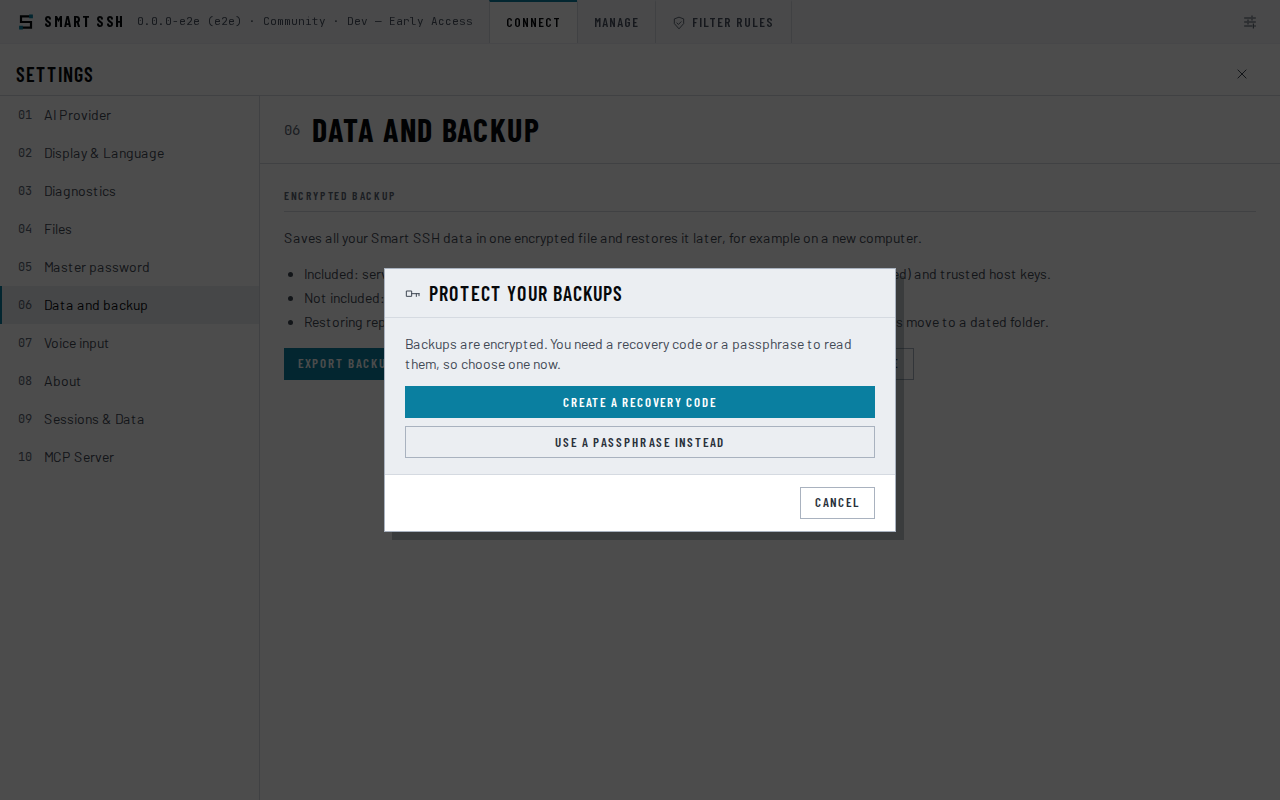 SMART SSH 0.0.0-e2e (e2e) · Community · Dev — Early Access CONNECT MANAGE FILTER RULES
SETTINGS
01 AI Provider
02 Display & Language
03 Diagnostics
04 Files
05 Master password
06 Data and backup
07 Voice input
08 About
09 Sessions & Data
10 MCP Server
06 DATA AND BACKUP
ENCRYPTED BACKUP
Saves all your Smart SSH data in one encrypted file and restores it later, for example on a new computer.
Included: and trusted host keys.
Not included:
Restoring move to a dated folder.
EXPORT
PROTECT YOUR BACKUPS
Backups are encrypted. You need a recovery code or a passphrase to read
them, so choose one now.
CREATE A RECOVERY CODE
USE A PASSPHRASE INSTEAD
CANCEL